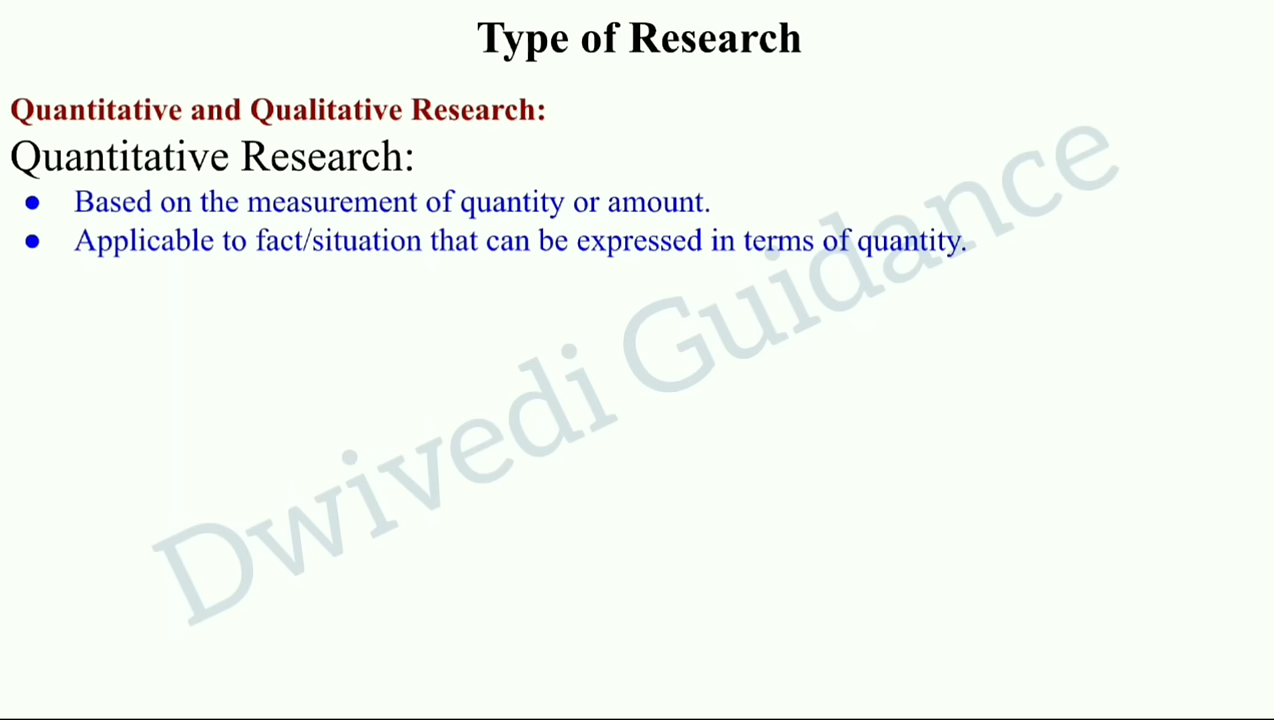 Type of Research
Quantitative and Qualitative Research:
Quantitative Research:
● Based on the measurement of quantity or amount.
● Applicable to fact/situation that can be expressed in terms of quantity.
Dwivedi Guidance